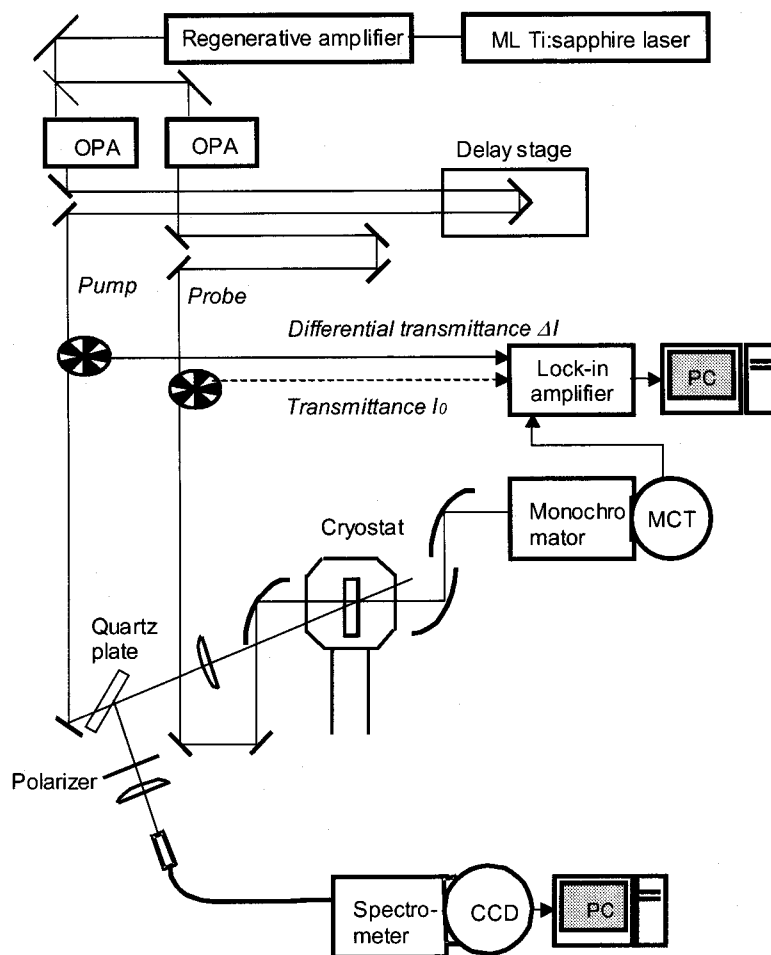 Regenerative amplifier
ML Ti:sapphire laser
OPA
OPA
Delay stage
Pump
Probe
Differential transmittance ΔI
Lock-in
amplifier
PC
Transmittance I0
Cryostat
Monochro
mator
MCT
Quartz
plate
Polarizer
Spectro-
meter
CCD
PC